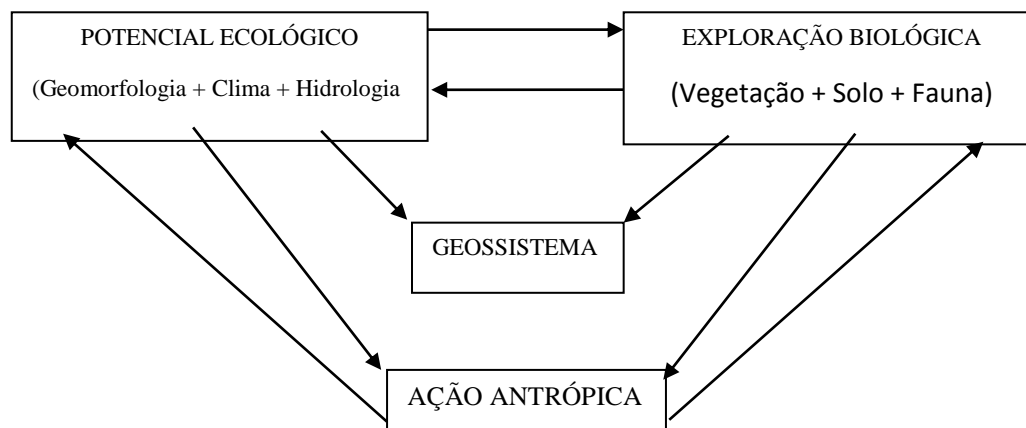 POTENCIAL ECOLÓGICO
(Geomorfologia + Clima + Hidrologia
EXPLORAÇÃO BIOLÓGICA
(Vegetação + Solo + Fauna)
GEOSSISTEMA
AÇÃO ANTRÓPICA